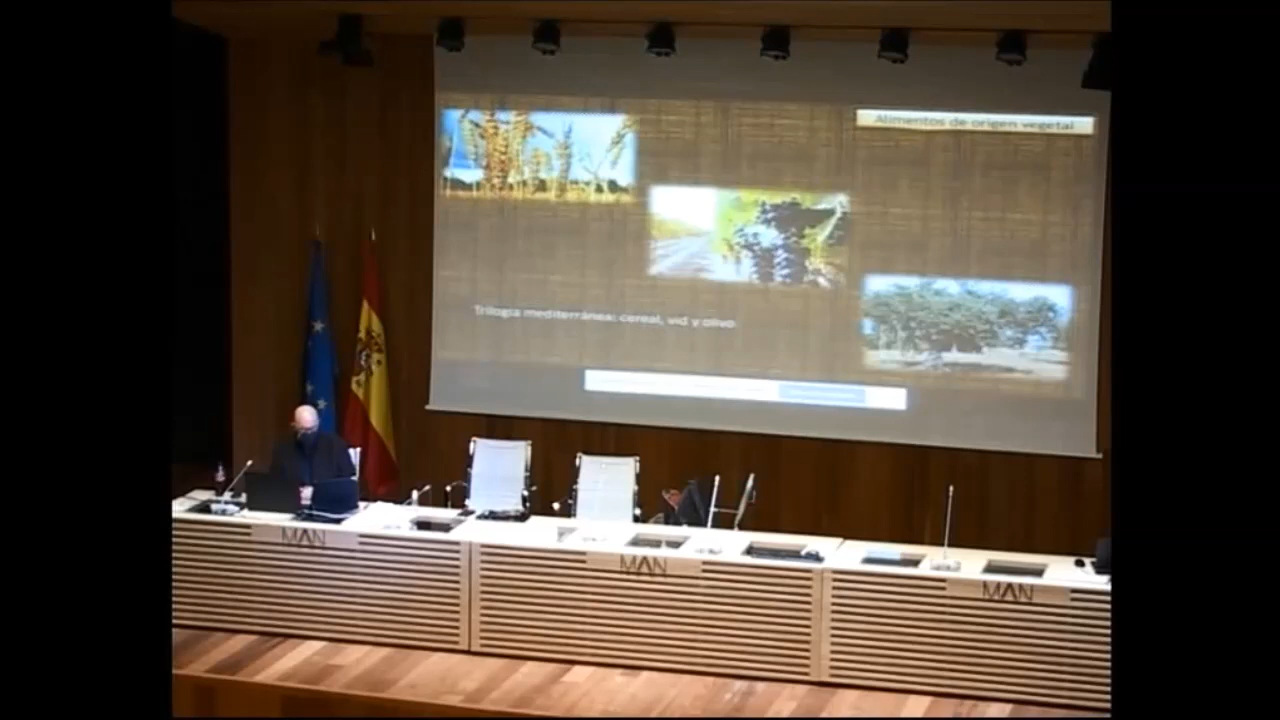 Alimentos de origen vegetal
Trilogía mediterránea: cereal, vid y olivo
MAN
MAN
MAN